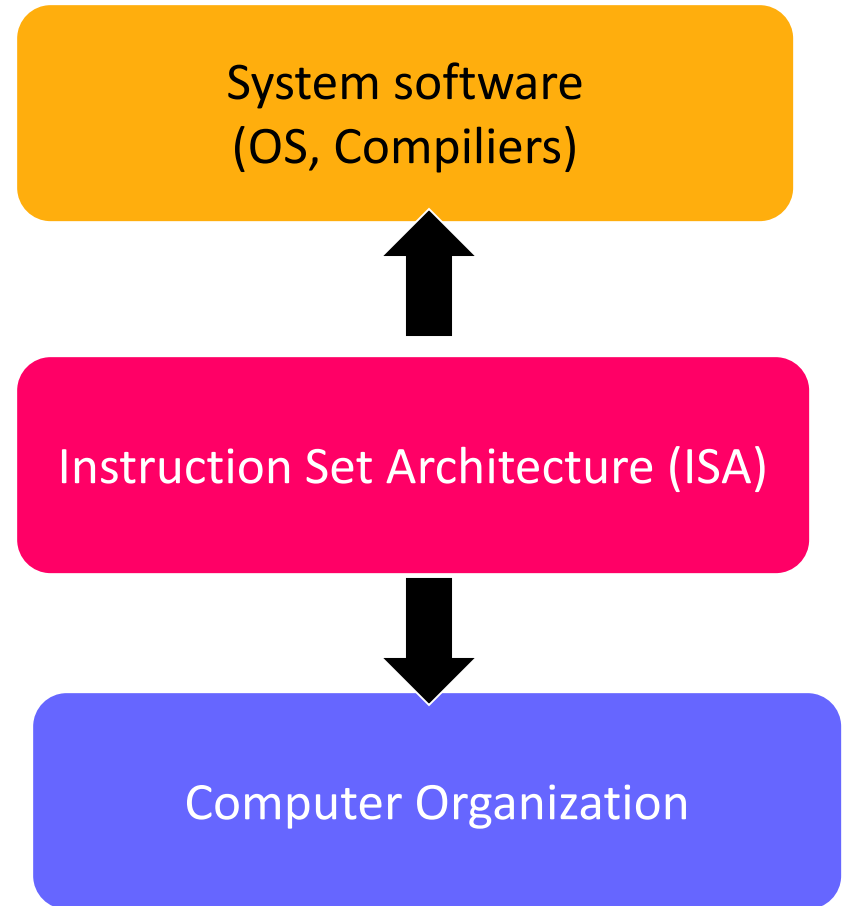 System software
(OS, Compiliers)
Instruction Set Architecture (ISA)
Computer Organization